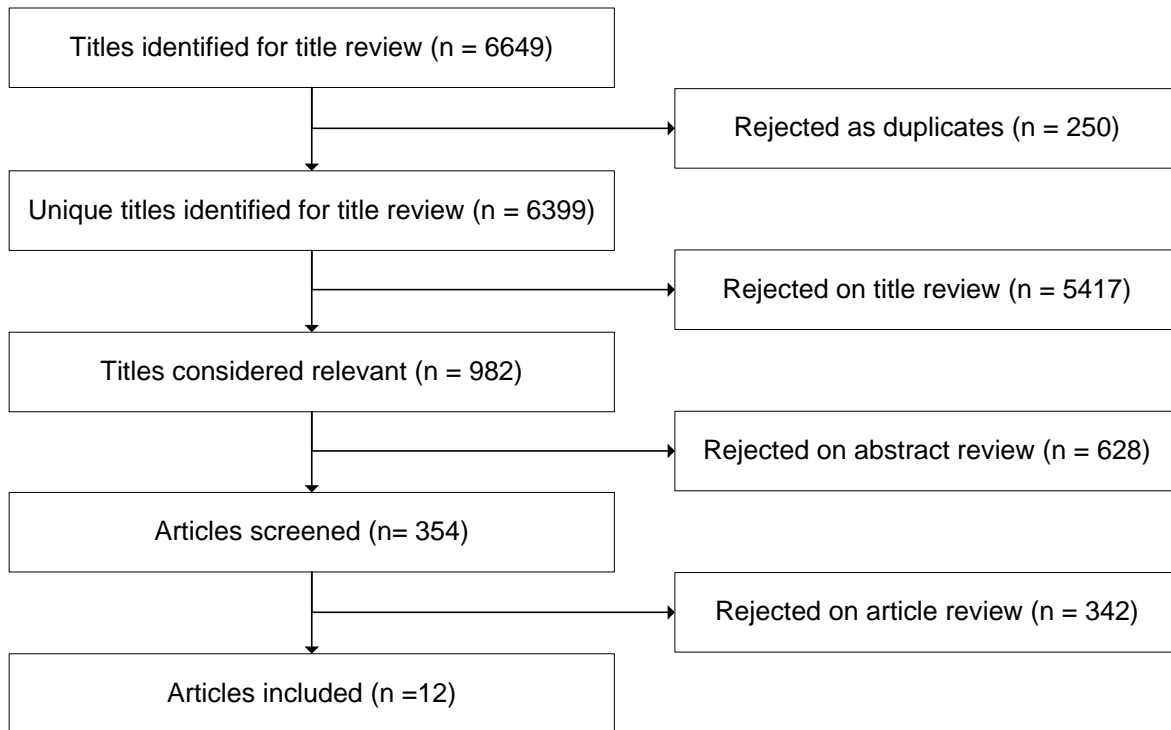 Titles identified for title review (n = 6649)
Rejected as duplicates (n = 250)
Unique titles identified for title review (n = 6399)
Rejected on title review (n = 5417)
Titles considered relevant (n = 982)
Rejected on abstract review (n = 628)
Articles screened (n= 354)
Rejected on article review (n = 342)
Articles included (n =12)